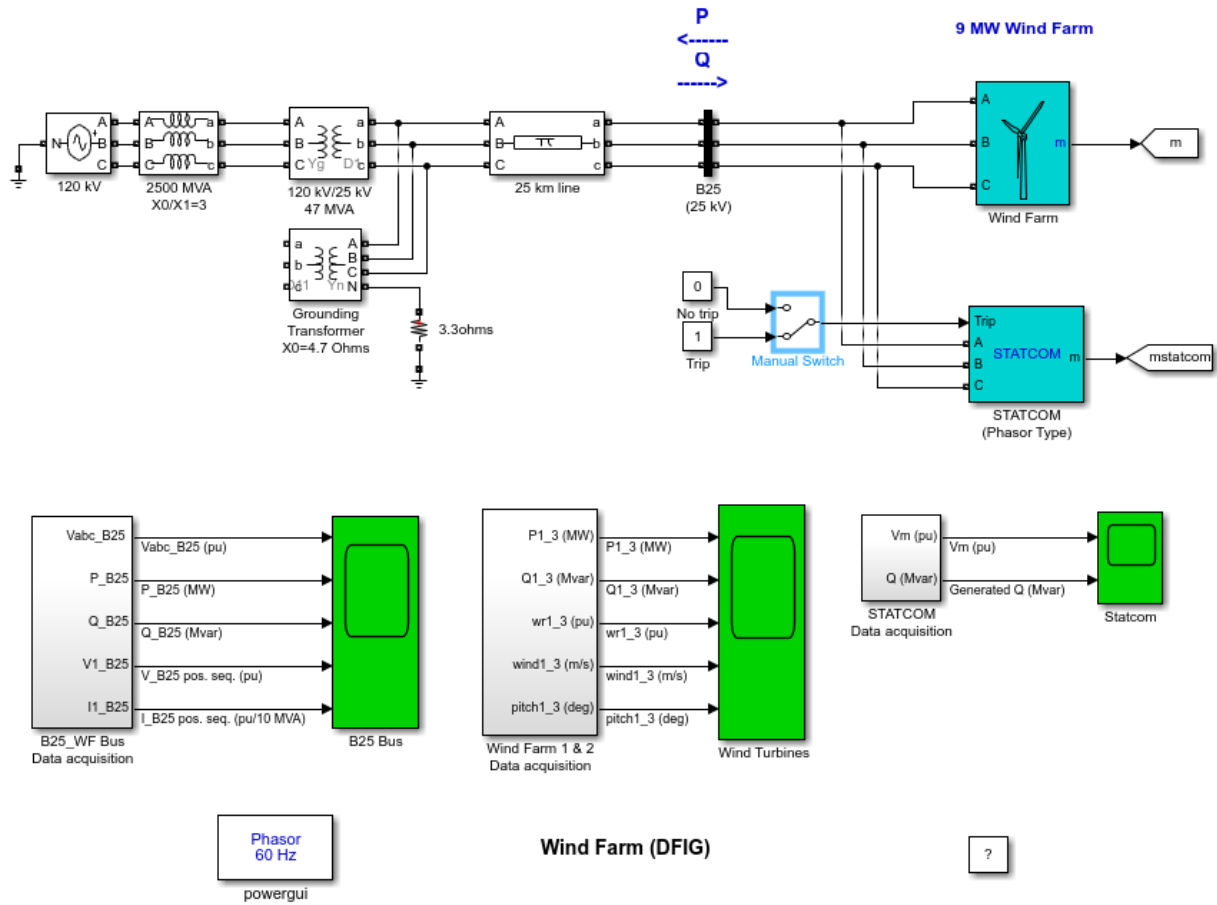 P
<------
Q
------>
9 MW Wind Farm
N
A
B
C
120 kV
A
B
C
a
b
c
2500 MVA
X0/X1=3
A
B
C
Yg
D1
a
b
c
120 kV/25 kV
47 MVA
A
B
C
a
b
c
25 km line
B25
(25 kV)
A
B
C
m
Wind Farm
m
a
b
c
D11
Yn
A
B
C
N
Grounding
Transformer
X0=4.7 Ohms
3.3ohms
0
No trip
1
Trip
Manual Switch
Trip
A
B
C
STATCOM
m
STATCOM
(Phasor Type)
mstatcom
Vabc_B25
Vabc_B25 (pu)
P_B25
P_B25 (MW)
Q_B25
Q_B25 (Mvar)
V1_B25
V_B25 pos. seq. (pu)
I1_B25
I_B25 pos. seq. (pu/10 MVA)
B25_WF Bus
Data acquisition
B25 Bus
P1_3 (MW)
P1_3 (MW)
Q1_3 (Mvar)
Q1_3 (Mvar)
wr1_3 (pu)
wr1_3 (pu)
wind1_3 (m/s)
wind1_3 (m/s)
pitch1_3 (deg)
pitch1_3 (deg)
Wind Farm 1 & 2
Data acquisition
Wind Turbines
Vm (pu)
Vm (pu)
Q (Mvar)
Generated Q (Mvar)
STATCOM
Data acquisition
Statcom
Phasor
60 Hz
powergui
Wind Farm (DFIG)
?